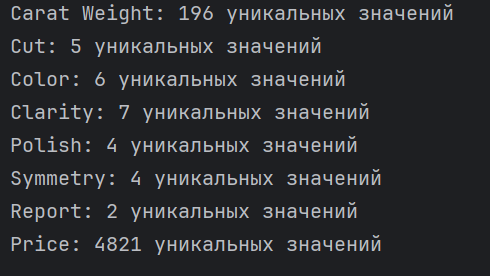 Carat Weight: 196 уникальных значений
Cut: 5 уникальных значений
Color: 6 уникальных значений
Clarity: 7 уникальных значений
Polish: 4 уникальных значений
Symmetry: 4 уникальных значений
Report: 2 уникальных значений
Price: 4821 уникальных значений